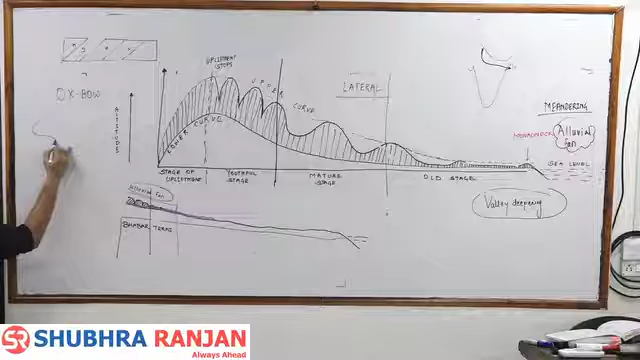 UPLIFTMENT
STOPS
UPPER
CURVE
LATERAL
OX-BOW
ALTITUDE
LOWER CURVE
MEANDERING
MONADNOCK
Alluvial
fan
SEA LEVEL
STAGE OF
UPLIFTMENT
YOUTHFUL
STAGE
MATURE
STAGE
OLD STAGE
Alluvial fan
Valley deepening
BHABAR
TERAI
SR SHUBHRA RANJAN
Always Ahead